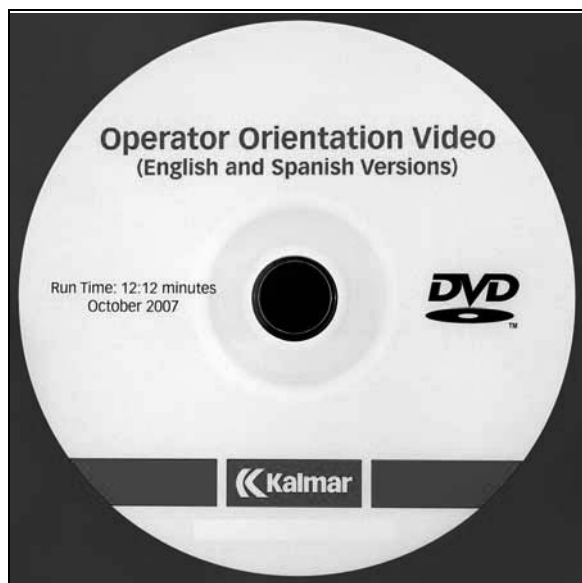 Operator Orientation Video
(English and Spanish Versions)
Run Time: 12:12 minutes
October 2007
DVD
TM
Kalmar